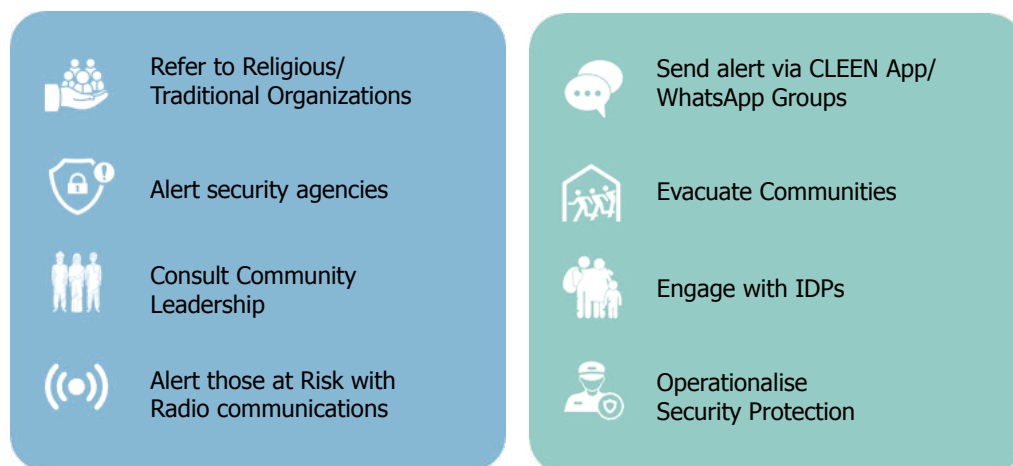 Refer to Religious/
Traditional Organizations
Alert security agencies
Consult Community
Leadership
Alert those at Risk with
Radio communications
Send alert via CLEEN App/
WhatsApp Groups
Evacuate Communities
Engage with IDPs
Operationalise
Security Protection